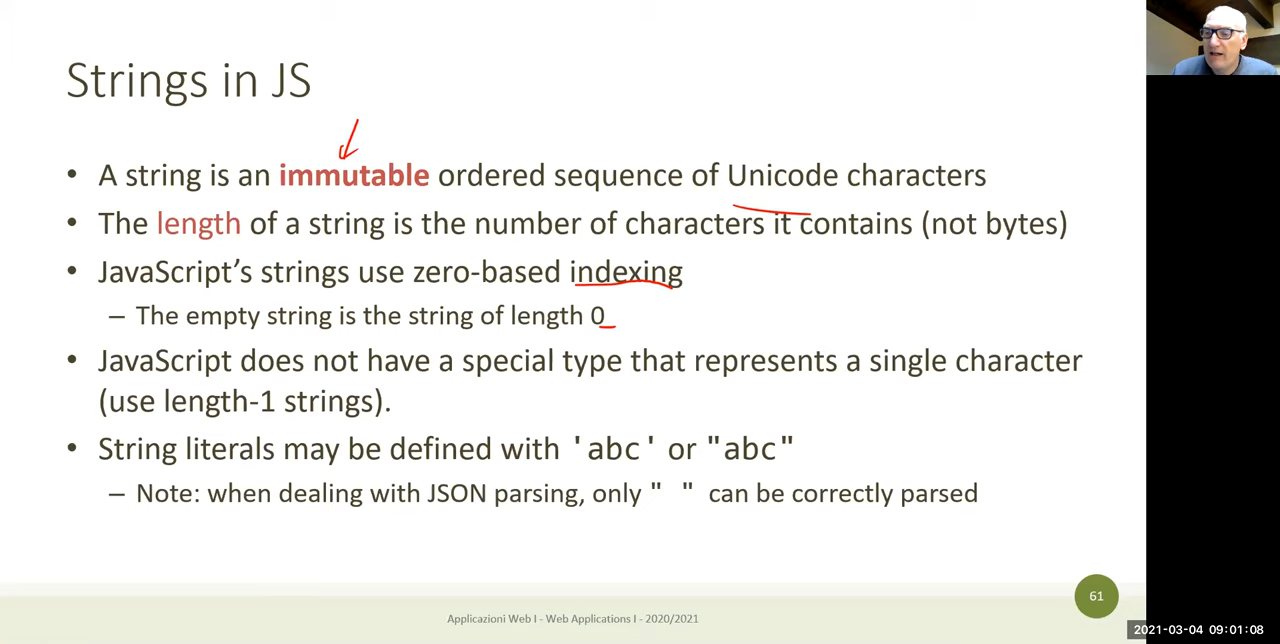 Strings in JS
• A string is an immutable ordered sequence of Unicode characters
• The length of a string is the number of characters it contains (not bytes)
• JavaScript’s strings use zero-based indexing
– The empty string is the string of length 0
• JavaScript does not have a special type that represents a single character
(use length-1 strings).
• String literals may be defined with 'abc' or "abc"
– Note: when dealing with JSON parsing, only " " can be correctly parsed
61
Applicazioni Web I - Web Applications I - 2020/2021
2021-03-04 09:01:08